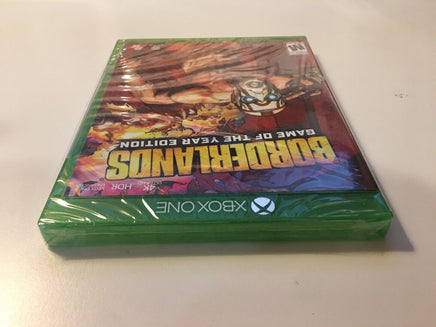 XBOX ONE
4K
HDR
BORDERLANDS
GAME OF THE YEAR EDITION
M